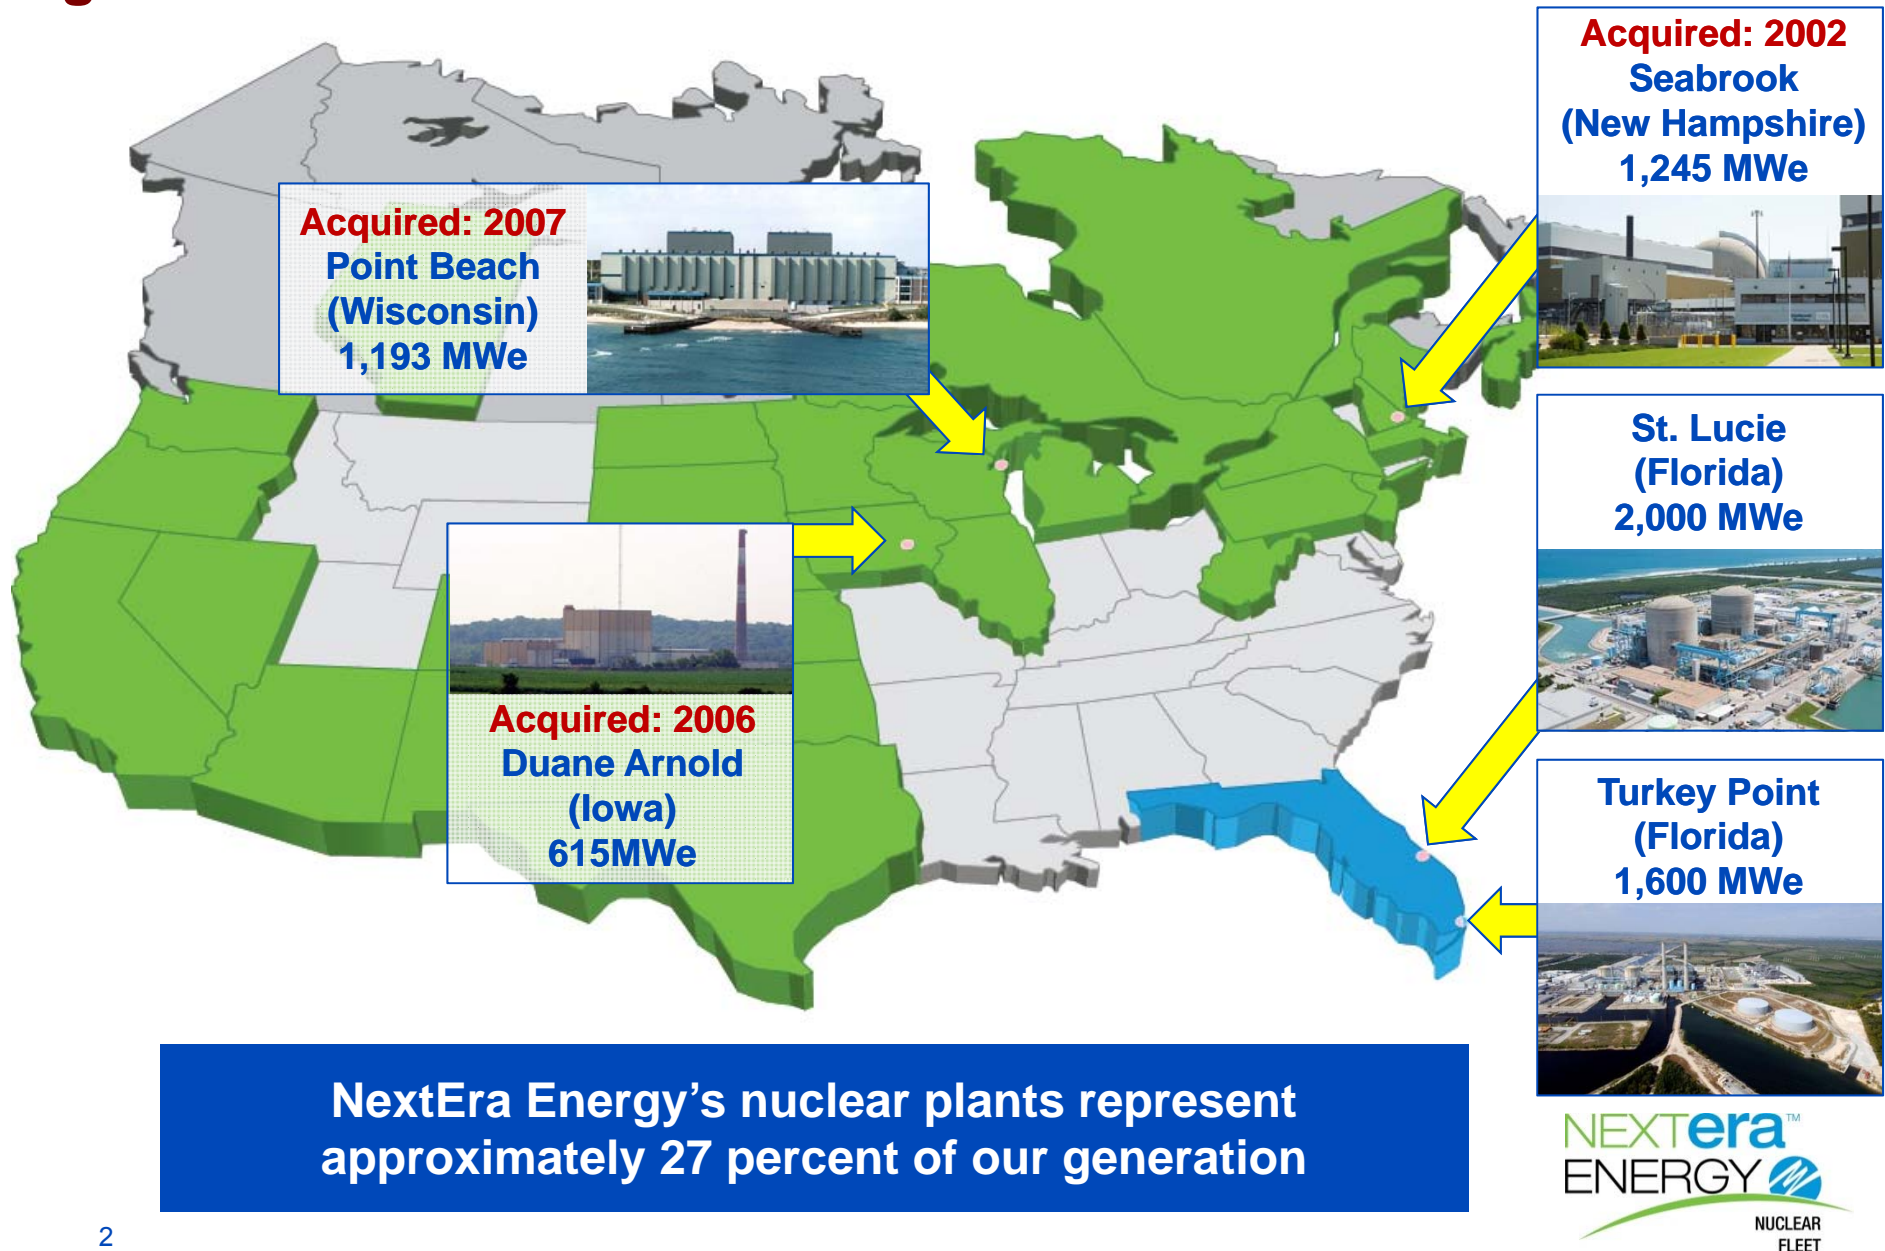 Acquired: 2002
Seabrook
(New Hampshire)
1,245 MWe
Acquired: 2007
Point Beach
(Wisconsin)
1,193 MWe
St. Lucie
(Florida)
2,000 MWe
Acquired: 2006
Duane Arnold
(Iowa)
615MWe
Turkey Point
(Florida)
1,600 MWe
NextEra Energy’s nuclear plants represent
approximately 27 percent of our generation
NEXTera™
ENERGY
NUCLEAR
FLEET
2